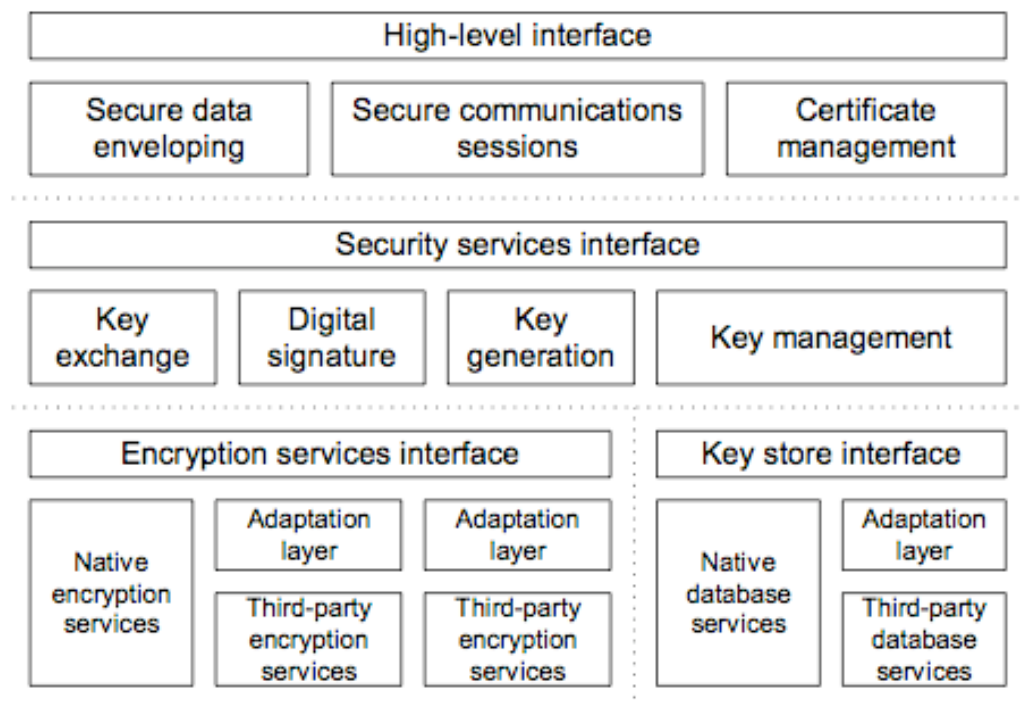 High-level interface
Secure data
enveloping
Secure communications
sessions
Certificate
management
Security services interface
Key
exchange
Digital
signature
Key
generation
Key management
Encryption services interface
Key store interface
Native
encryption
services
Adaptation
layer
Third-party
encryption
services
Adaptation
layer
Third-party
encryption
services
Native
database
services
Adaptation
layer
Third-party
database
services